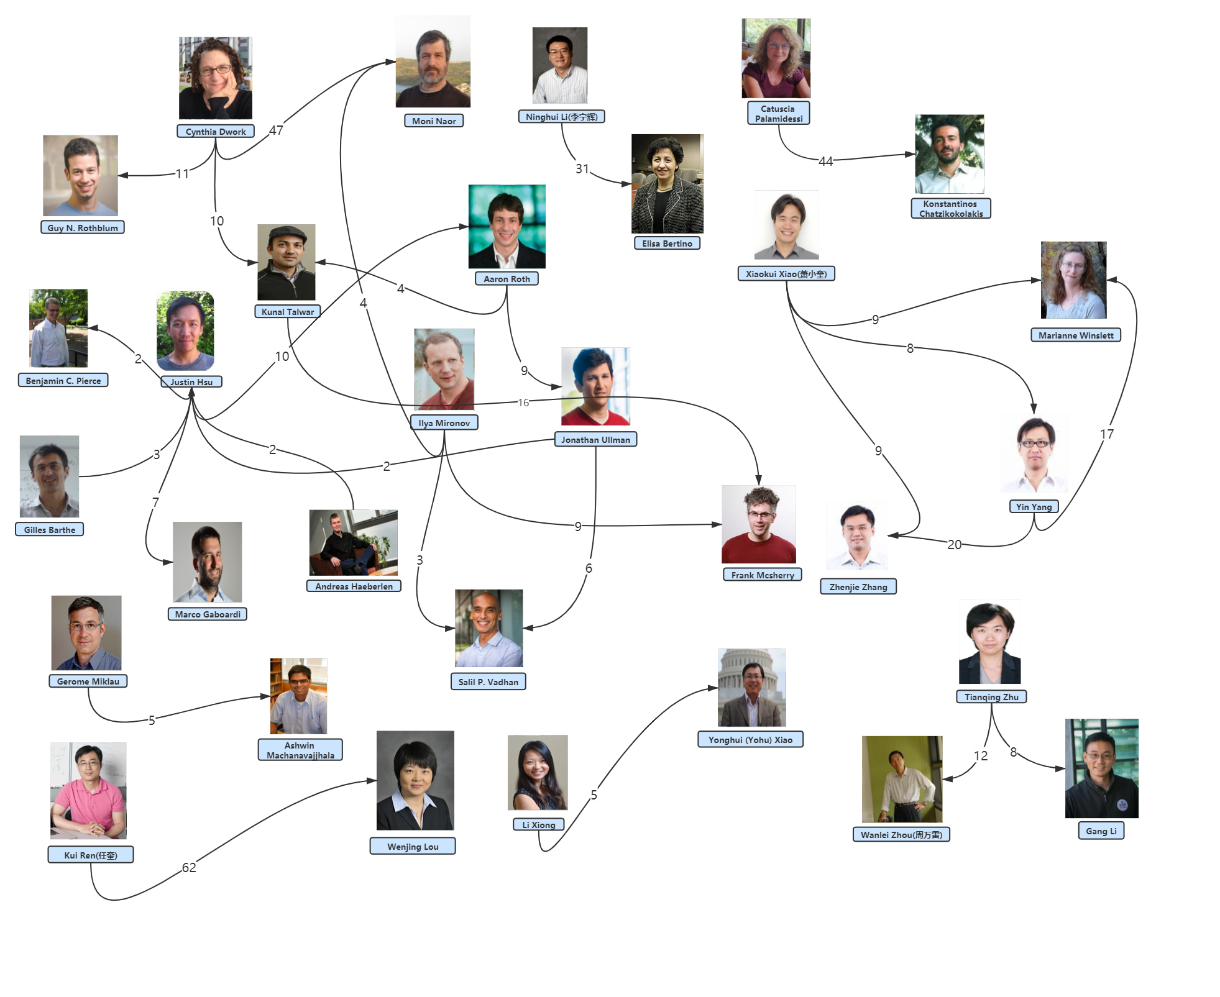 Cynthia Dwork
47
Moni Naor
Ninghui Li(李宁辉)
Catuscia
Palamidessi
44
11
31
Konstantinos
Chatzikokolakis
Guy N. Rothblum
10
Elisa Bertino
Xiaokui Xiao(萧小奎)
Aaron Roth
4
4
Kunal Talwar
9
Marianne Winslett
2
10
8
9
Benjamin C. Pierce
Justin Hsu
16
Ilya Mironov
Jonathan Ullman
3
2
2
9
17
7
Gilles Barthe
9
Yin Yang
20
3
6
Frank Mcsherry
Andreas Haeberlen
Zhenjie Zhang
Marco Gaboardi
Gerome Miklau
Salil P. Vadhan
Tianqing Zhu
5
Ashwin
Machanavajjhala
Yonghui (Yohu) Xiao
12
8
5
Li Xiong
Wanlei Zhou(周万雷)
Gang Li
Wenjing Lou
Kui Ren(任奎)
62